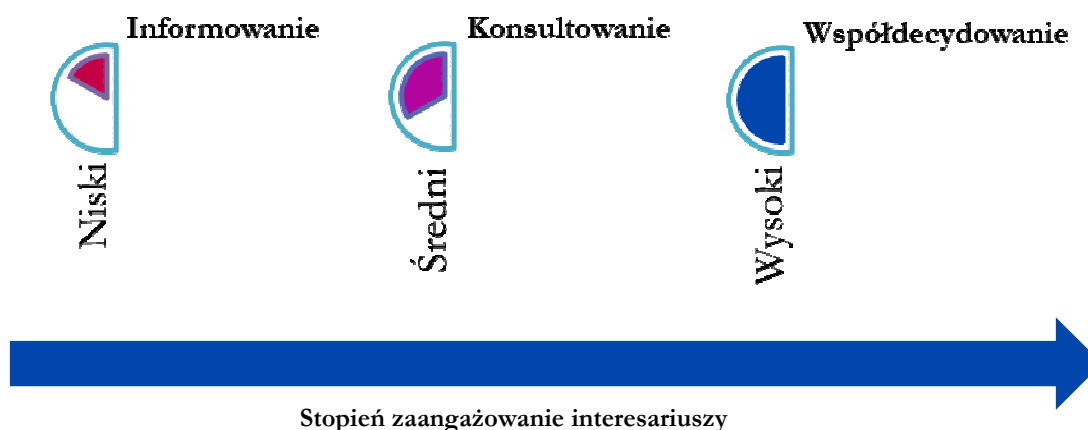 Informowanie
Konsultowanie
Współdecydowanie
Niski
Średni
Wysoki
Stopień zaangażowanie interesariuszy